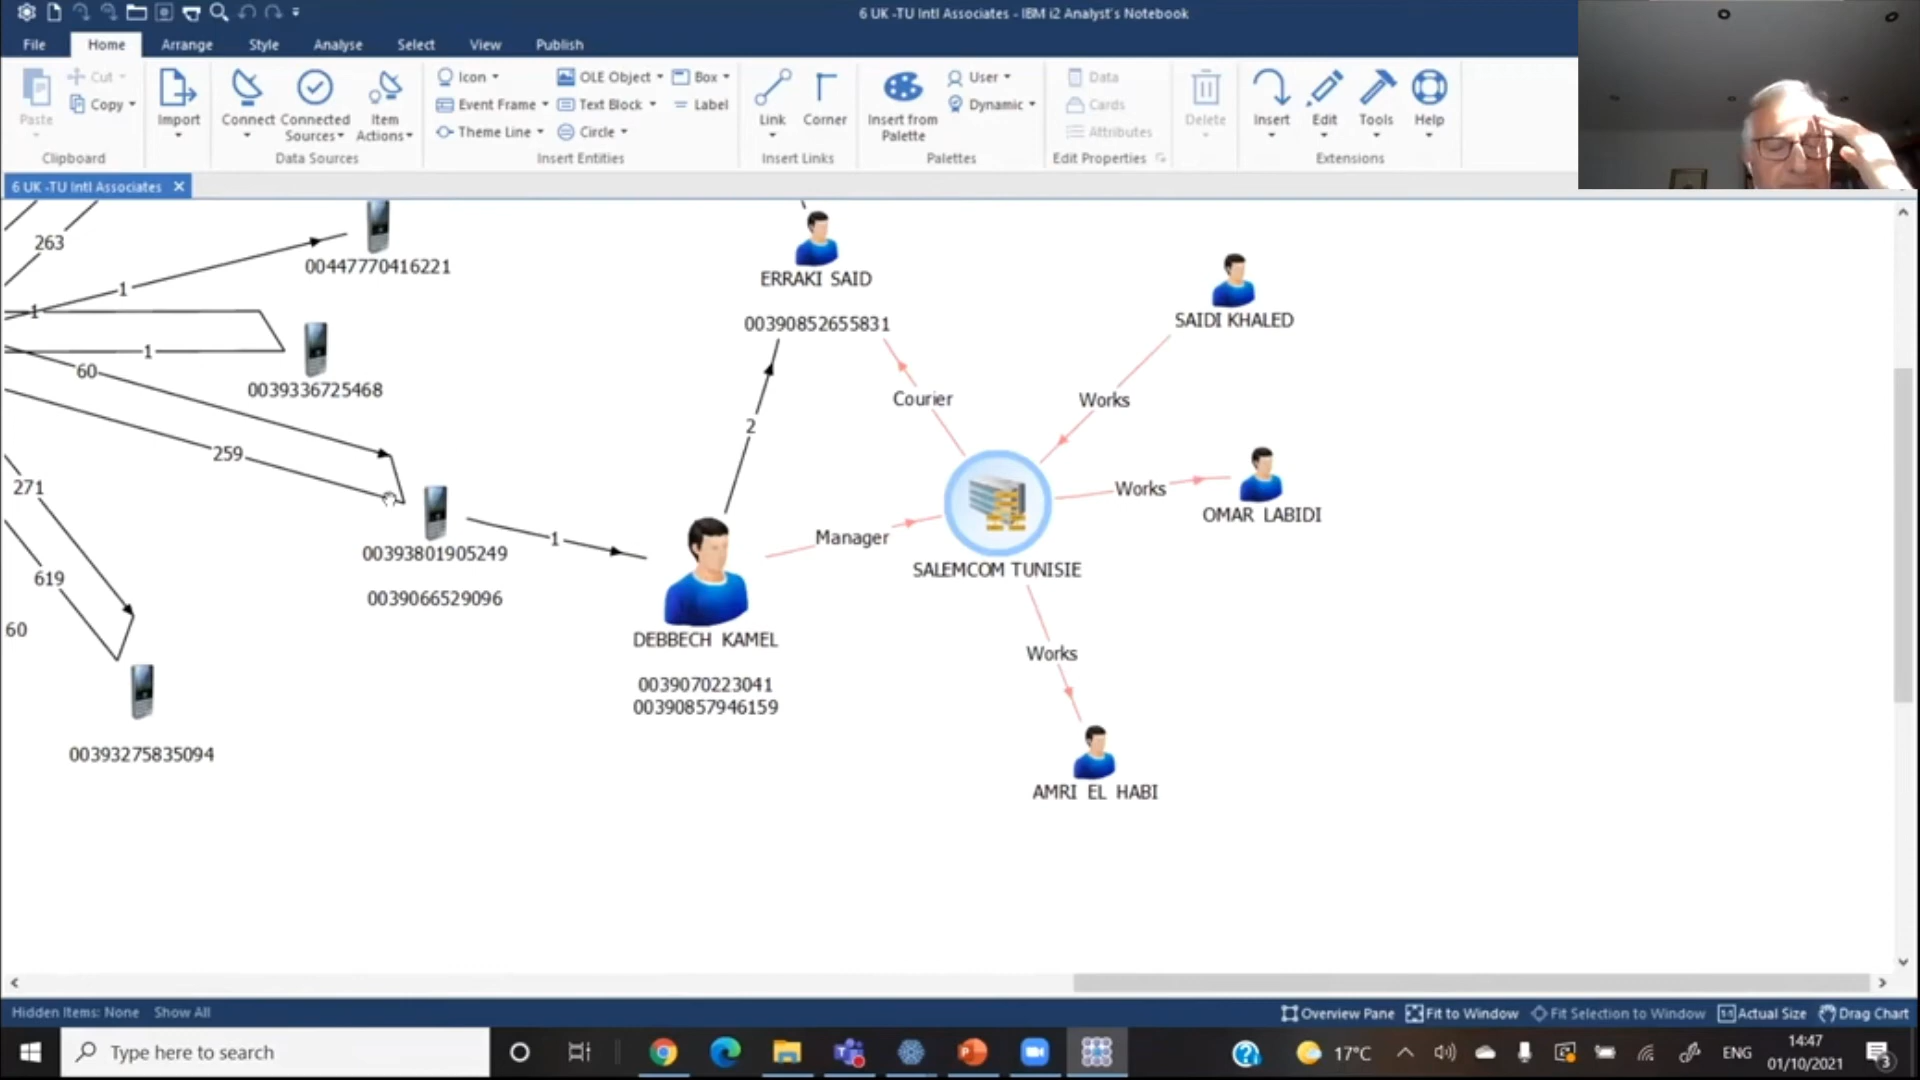 6 UK -TU Intl Associates - IBM i2 Analyst's Notebook
File Home Arrange Style Analyse Select View Publish
Paste Cut Copy
Clipboard
Import
Connect Connected Sources Item Actions
Data Sources
Icon OLE Object Box
Event Frame Text Block Label
Theme Line Circle
Insert Entities
Link Corner
Insert Links
Insert from Palette User Dynamic
Palettes
Data
Cards
Attributes
Edit Properties
Delete
Insert Edit Tools Help
Extensions
6 UK -TU Intl Associates
263
1
00447770416221
1
1
0039336725468
60
259
271
619
60
00393801905249
0039066529096
1
00393275835094
ERRAKI SAID
00390852655831
2
DEBBECH KAMEL
0039070223041
00390857946159
Courier
Manager
SALEMCOM TUNISIE
Works
SAIDI KHALED
Works
OMAR LABIDI
Works
AMRI EL HABI
Hidden Items: None Show All
Overview Pane Fit to Window Fit Selection to Window Actual Size Drag Chart
Type here to search
17°C
ENG
14:47
01/10/2021
3